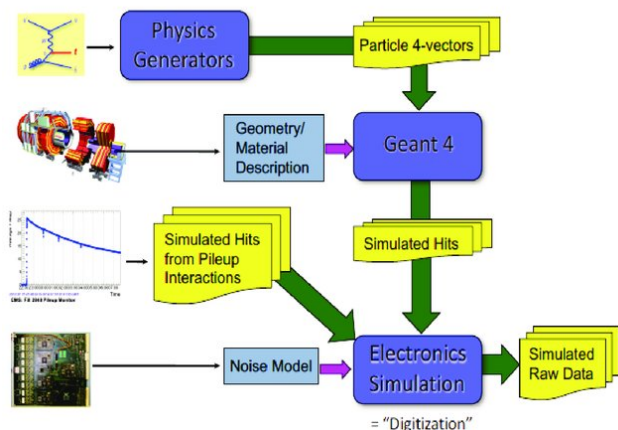 Physics
Generators
Particle 4-vectors
Geometry/
Material
Description
Geant 4
Simulated Hits
from Pileup
Interactions
Simulated Hits
Time
Noise Model
Electronics
Simulation
Simulated
Raw Data
= "Digitization"